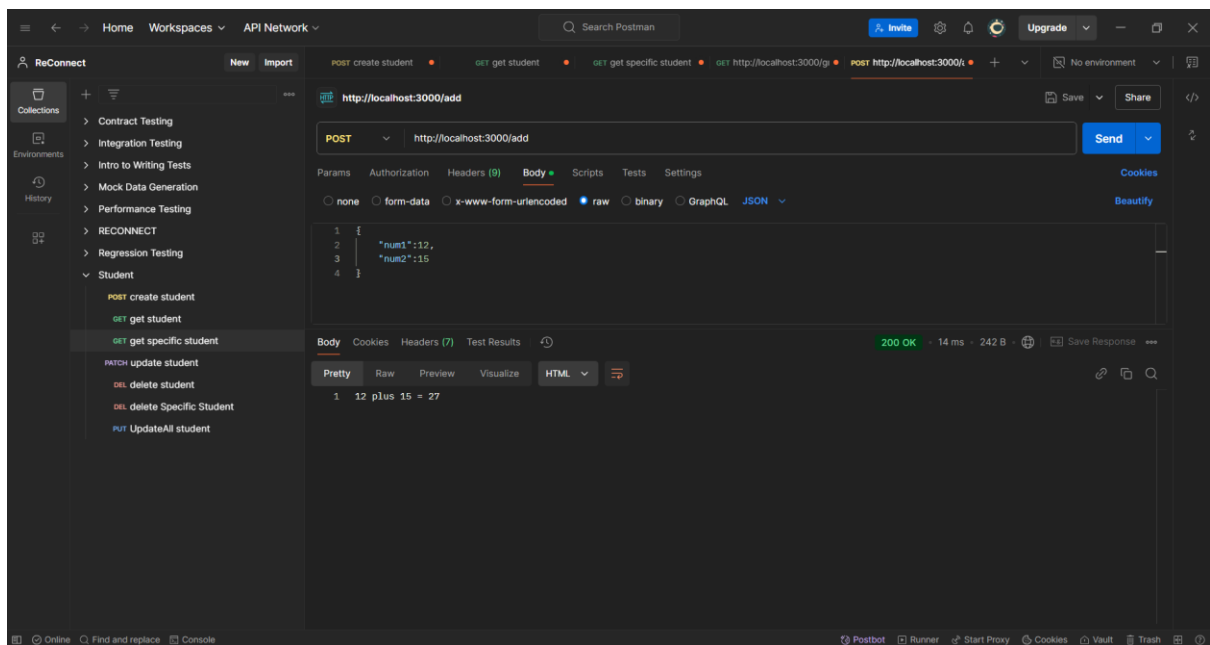 Home Workspaces API Network Search Postman Invite Upgrade
ReConnect New Import POST create student GET get student GET get specific student GET http://localhost:3000/gr POST http://localhost:3000/a No environment
Collections
Environments
History
Contract Testing
Integration Testing
Intro to Writing Tests
Mock Data Generation
Performance Testing
RECONNECT
Regression Testing
Student
POST create student
GET get student
GET get specific student
PATCH update student
DEL delete student
DEL delete Specific Student
PUT UpdateAll student
HTTP http://localhost:3000/add Save Share
POST http://localhost:3000/add Send
Params Authorization Headers (9) Body Scripts Tests Settings Cookies
none form-data x-www-form-urlencoded raw binary GraphQL JSON Beautify
1 {
2 "num1":12,
3 "num2":15
4 }
Body Cookies Headers (7) Test Results 200 OK 14 ms 242 B Save Response
Pretty Raw Preview Visualize HTML
1 12 plus 15 = 27
Online Find and replace Console Postbot Runner Start Proxy Cookies Vault Trash